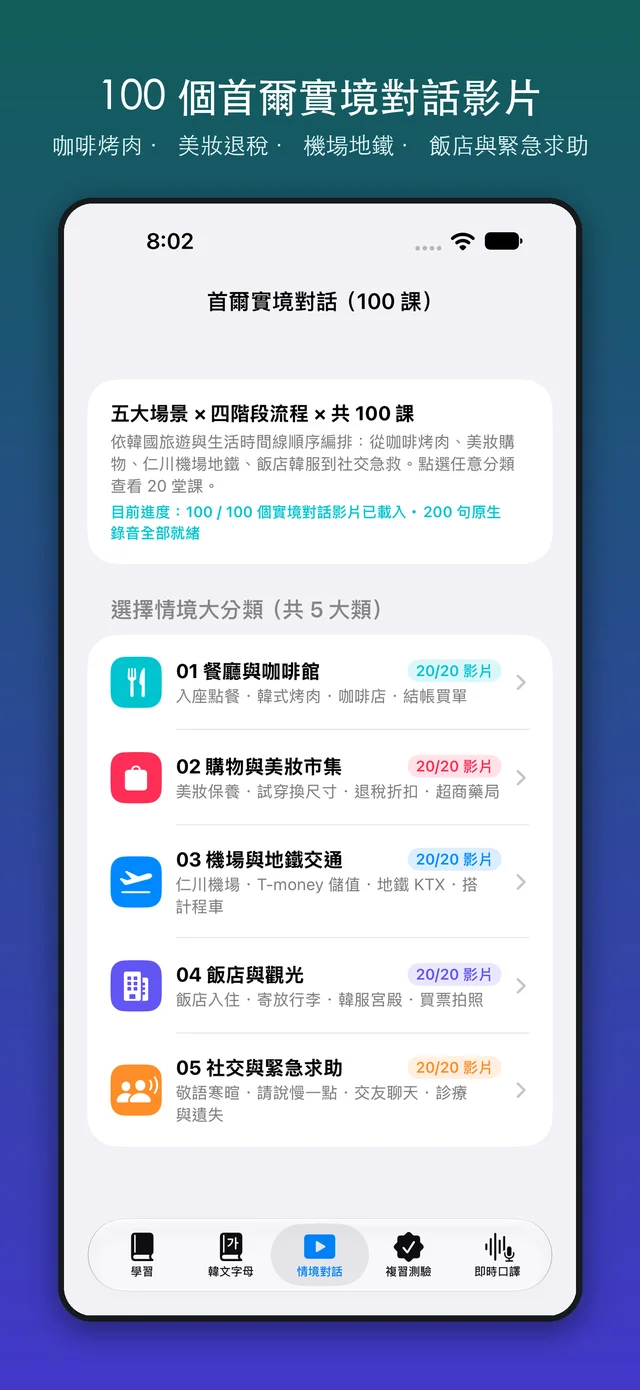 100 個首爾實境對話影片
咖啡烤肉 · 美妝退稅 · 機場地鐵 · 飯店與緊急求助
8:02
首爾實境對話（100 課）
五大場景 × 四階段流程 × 共 100 課
依韓國旅遊與生活時間線順序編排：從咖啡烤肉、美妝購
物、仁川機場地鐵、飯店韓服到社交急救。點選任意分類
查看 20 堂課。
目前進度：100 / 100 個實境對話影片已載入 · 200 句原生
錄音全部就緒
選擇情境大分類（共 5 大類）
01 餐廳與咖啡館
20/20 影片
入座點餐 · 韓式烤肉 · 咖啡店 · 結帳買單
02 購物與美妝市集
20/20 影片
美妝保養 · 試穿換尺寸 · 退稅折扣 · 超商藥局
03 機場與地鐵交通
20/20 影片
仁川機場 · T-money 儲值 · 地鐵 KTX · 搭
計程車
04 飯店與觀光
20/20 影片
飯店入住 · 寄放行李 · 韓服宮殿 · 買票拍照
05 社交與緊急求助
20/20 影片
敬語寒暄 · 請說慢一點 · 交友聊天 · 診療
與遺失
가
學習
韓文字母
情境對話
複習測驗
即時口譯